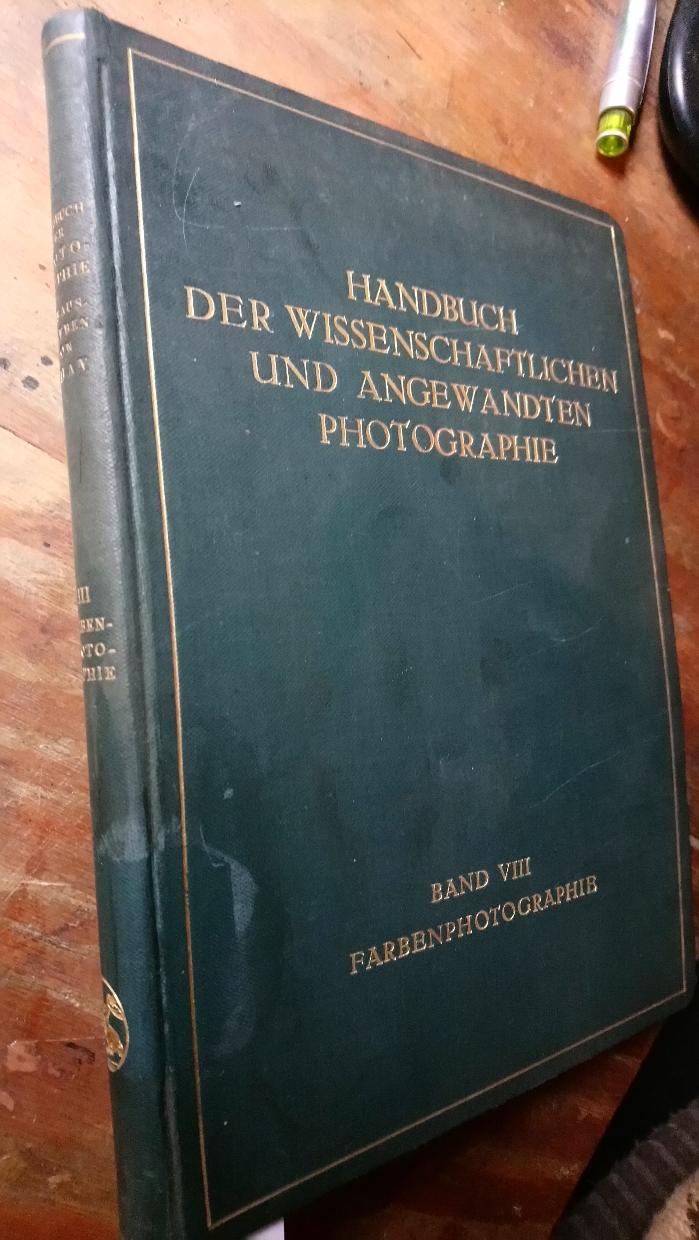 HANDBUCH
DER WISSENSCHAFTLICHEN
UND ANGEWANDTEN
PHOTOGRAPHIE
BAND VIII
FARBENPHOTOGRAPHIE